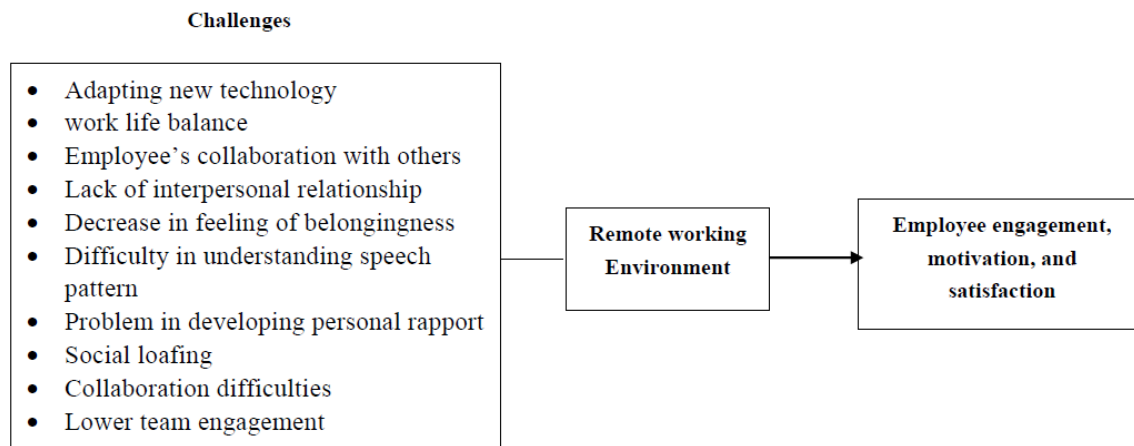 Challenges
• Adapting new technology
• work life balance
• Employee’s collaboration with others
• Lack of interpersonal relationship
• Decrease in feeling of belongingness
• Difficulty in understanding speech
pattern
• Problem in developing personal rapport
• Social loafing
• Collaboration difficulties
• Lower team engagement
Remote working
Environment
Employee engagement,
motivation, and
satisfaction